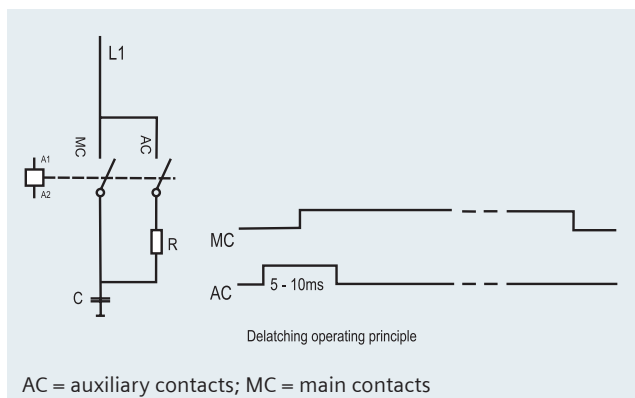 L1
MC
AC
A1
A2
R
C
MC
AC
5 - 10ms
Delatching operating principle
AC = auxiliary contacts; MC = main contacts